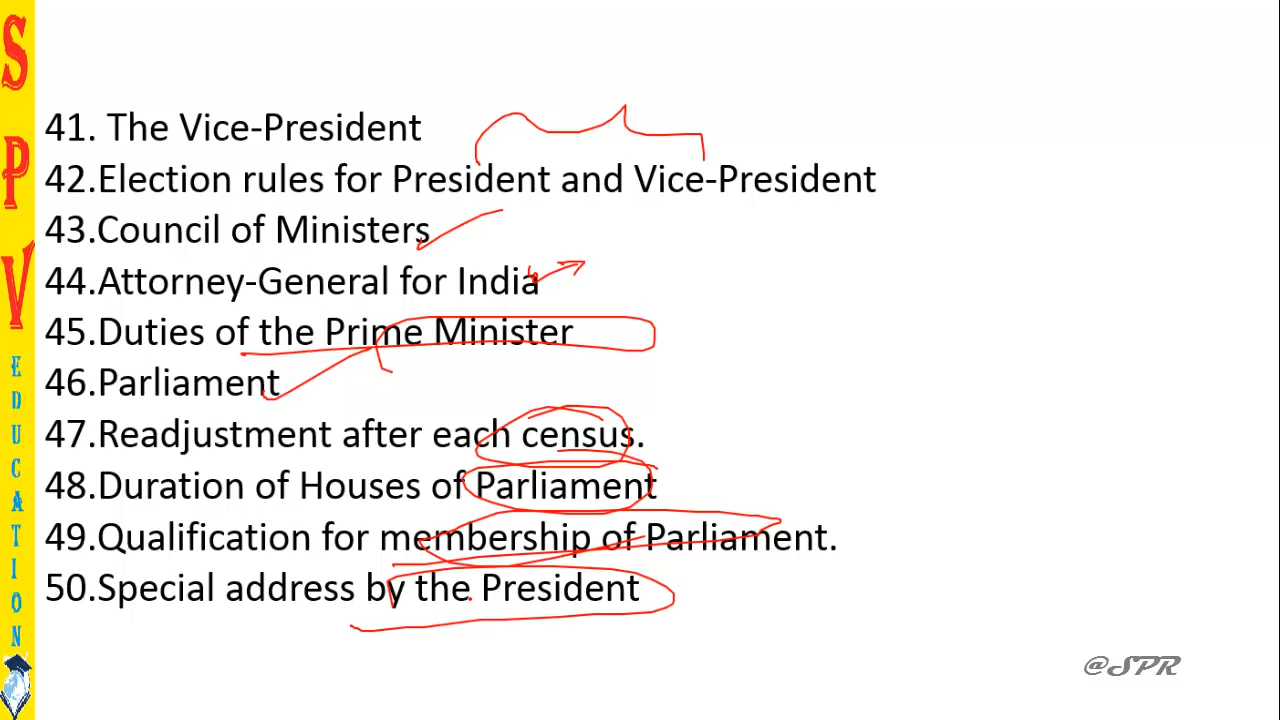 SPV EDUCATION
41. The Vice-President
42.Election rules for President and Vice-President
43.Council of Ministers
44.Attorney-General for India
45.Duties of the Prime Minister
46.Parliament
47.Readjustment after each census.
48.Duration of Houses of Parliament
49.Qualification for membership of Parliament.
50.Special address by the President
@SPR